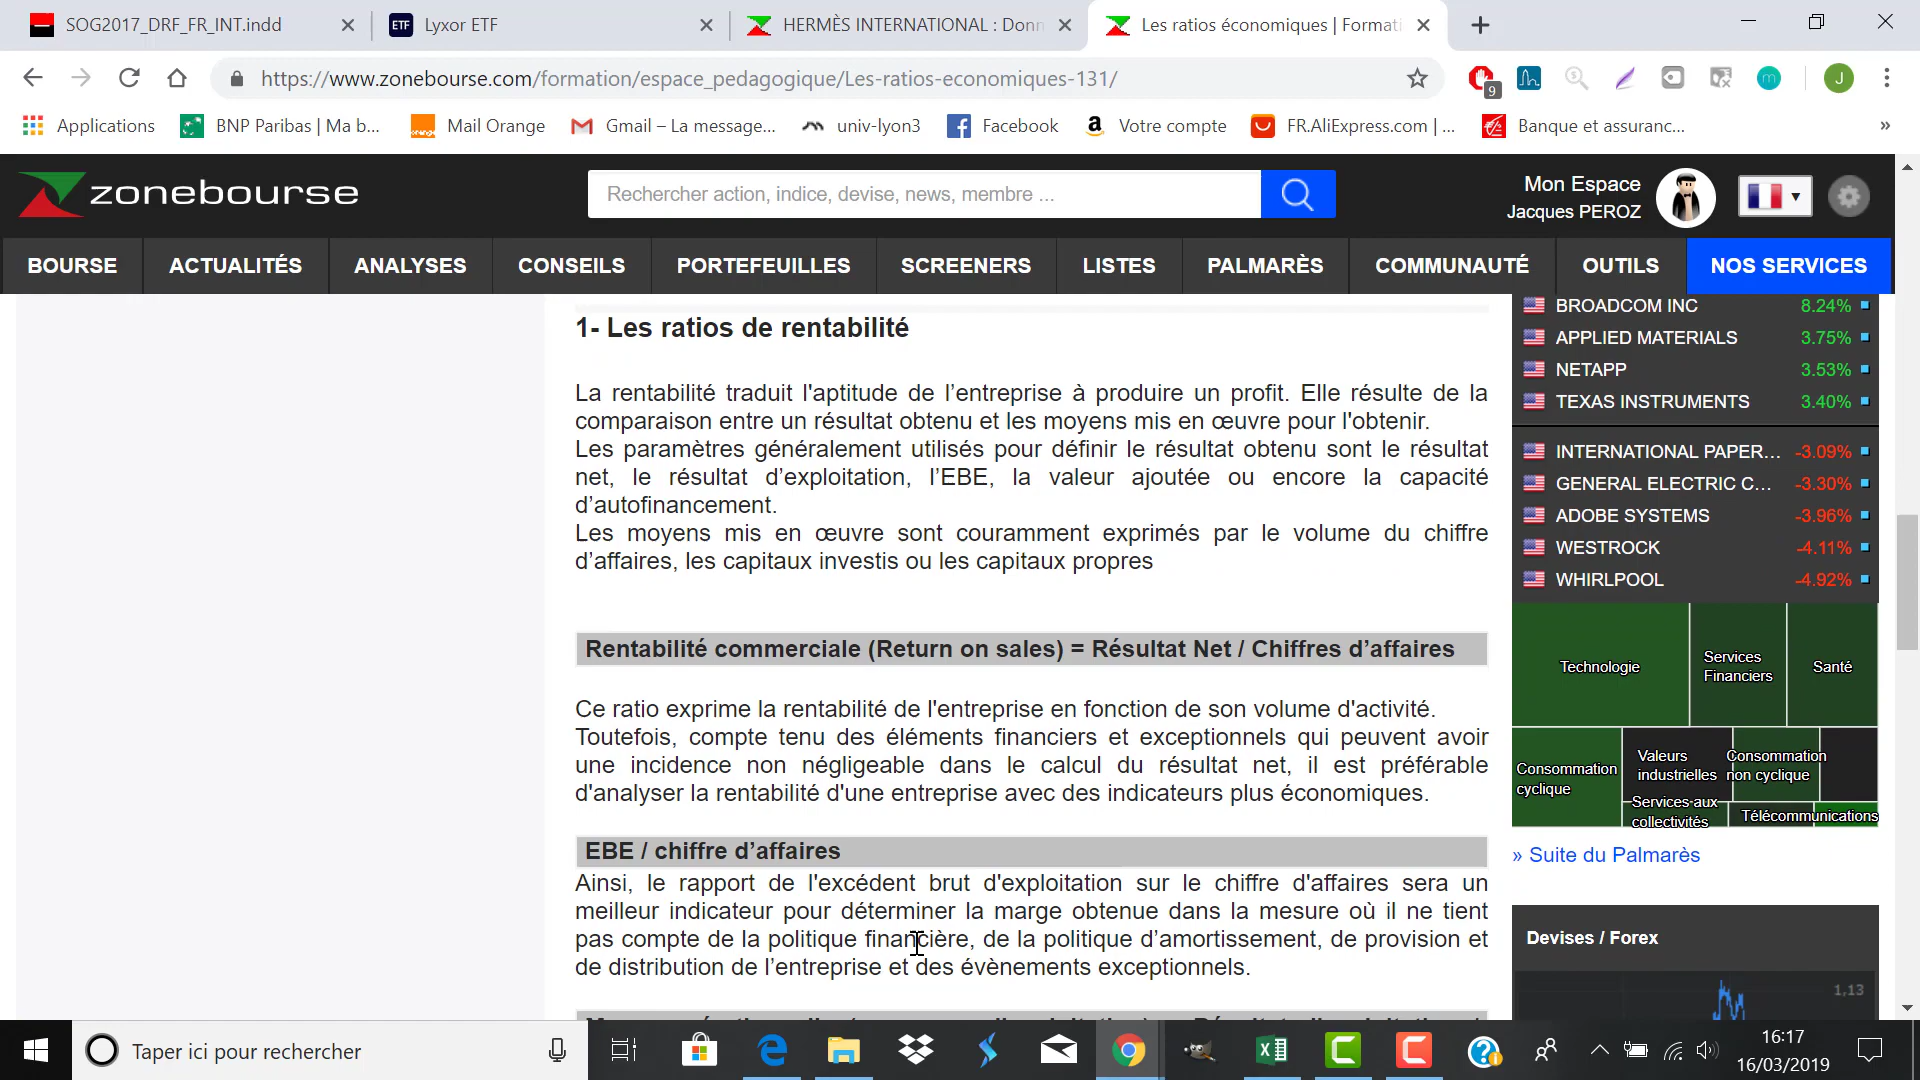 SOG2017_DRF_FR_INT.indd
ETF
Lyxor ETF
HERMÈS INTERNATIONAL : Donn
Les ratios économiques | Formati
https://www.zonebourse.com/formation/espace_pedagogique/Les-ratios-economiques-131/
9
m
J
Applications
BNP Paribas | Ma b...
Mail Orange
Gmail – La message...
univ-lyon3
Facebook
Votre compte
FR.AliExpress.com | ...
Banque et assuranc...
»
zonebourse
Rechercher action, indice, devise, news, membre ...
Mon Espace
Jacques PEROZ
BOURSE
ACTUALITÉS
ANALYSES
CONSEILS
PORTEFEUILLES
SCREENERS
LISTES
PALMARÈS
COMMUNAUTÉ
OUTILS
NOS SERVICES
1- Les ratios de rentabilité
La rentabilité traduit l'aptitude de l’entreprise à produire un profit. Elle résulte de la
comparaison entre un résultat obtenu et les moyens mis en œuvre pour l'obtenir.
Les paramètres généralement utilisés pour définir le résultat obtenu sont le résultat
net, le résultat d’exploitation, l’EBE, la valeur ajoutée ou encore la capacité
d’autofinancement.
Les moyens mis en œuvre sont couramment exprimés par le volume du chiffre
d’affaires, les capitaux investis ou les capitaux propres
Rentabilité commerciale (Return on sales) = Résultat Net / Chiffres d’affaires
Ce ratio exprime la rentabilité de l'entreprise en fonction de son volume d'activité.
Toutefois, compte tenu des éléments financiers et exceptionnels qui peuvent avoir
une incidence non négligeable dans le calcul du résultat net, il est préférable
d'analyser la rentabilité d'une entreprise avec des indicateurs plus économiques.
EBE / chiffre d’affaires
Ainsi, le rapport de l'excédent brut d'exploitation sur le chiffre d'affaires sera un
meilleur indicateur pour déterminer la marge obtenue dans la mesure où il ne tient
pas compte de la politique financière, de la politique d’amortissement, de provision et
de distribution de l’entreprise et des évènements exceptionnels.
BROADCOM INC 8.24%
APPLIED MATERIALS 3.75%
NETAPP 3.53%
TEXAS INSTRUMENTS 3.40%
INTERNATIONAL PAPER... -3.09%
GENERAL ELECTRIC C... -3.30%
ADOBE SYSTEMS -3.96%
WESTROCK -4.11%
WHIRLPOOL -4.92%
Technologie
Services
Financiers
Santé
Consommation
cyclique
Valeurs
industrielles
Consommation
non cyclique
Services aux
collectivités
Télécommunications
» Suite du Palmarès
Devises / Forex
1,13
Taper ici pour rechercher
16:17
16/03/2019